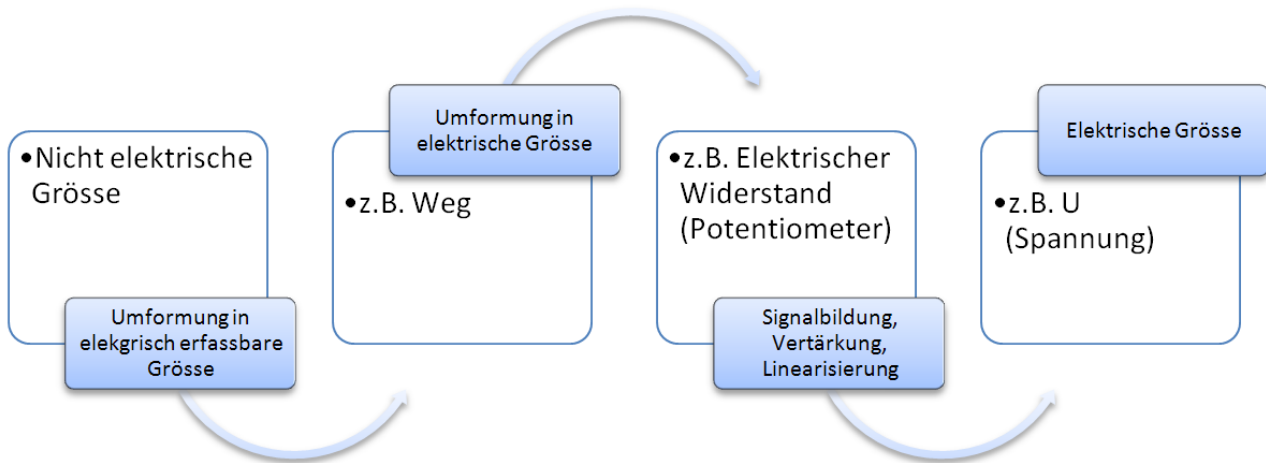 •Nicht elektrische
Grösse
Umformung in
elekgrisch erfassbare
Grösse
Umformung in
elektrische Grösse
•z.B. Weg
•z.B. Elektrischer
Widerstand
(Potentiometer)
Signalbildung,
Vertärkung,
Linearisierung
Elektrische Grösse
•z.B. U
(Spannung)